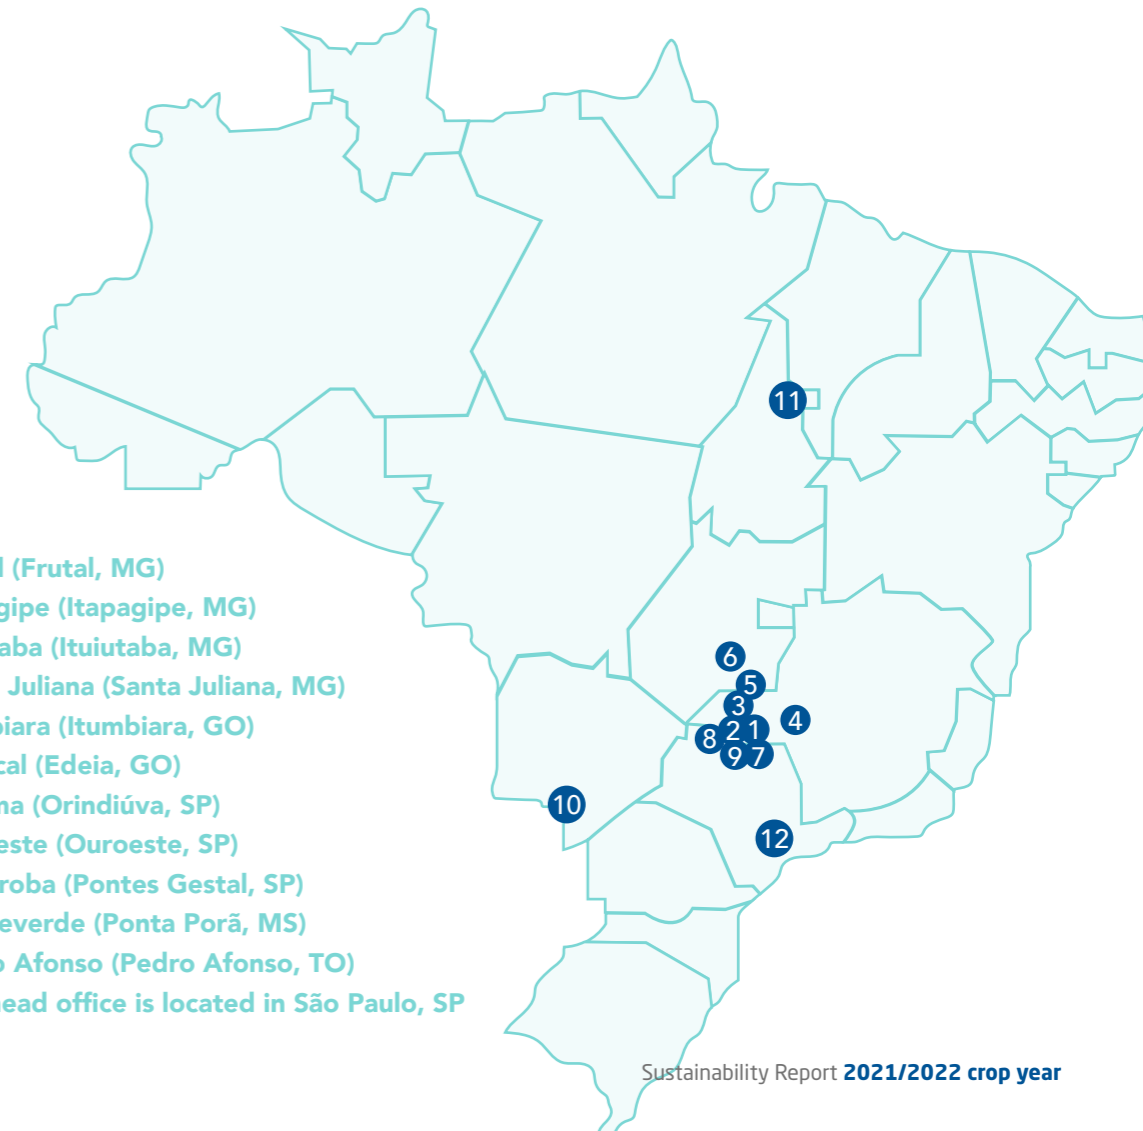 l (Frutal, MG)
gipe (Itapagipe, MG)
aba (Ituiutaba, MG)
Juliana (Santa Juliana, MG)
biara (Itumbiara, GO)
cal (Edeia, GO)
ma (Orindiúva, SP)
este (Ouroeste, SP)
roba (Pontes Gestal, SP)
everde (Ponta Porã, MS)
o Afonso (Pedro Afonso, TO)
head office is located in São Paulo, SP
11
6
5
3
4
2 1
8
9 7
10
12
Sustainability Report 2021/2022 crop year